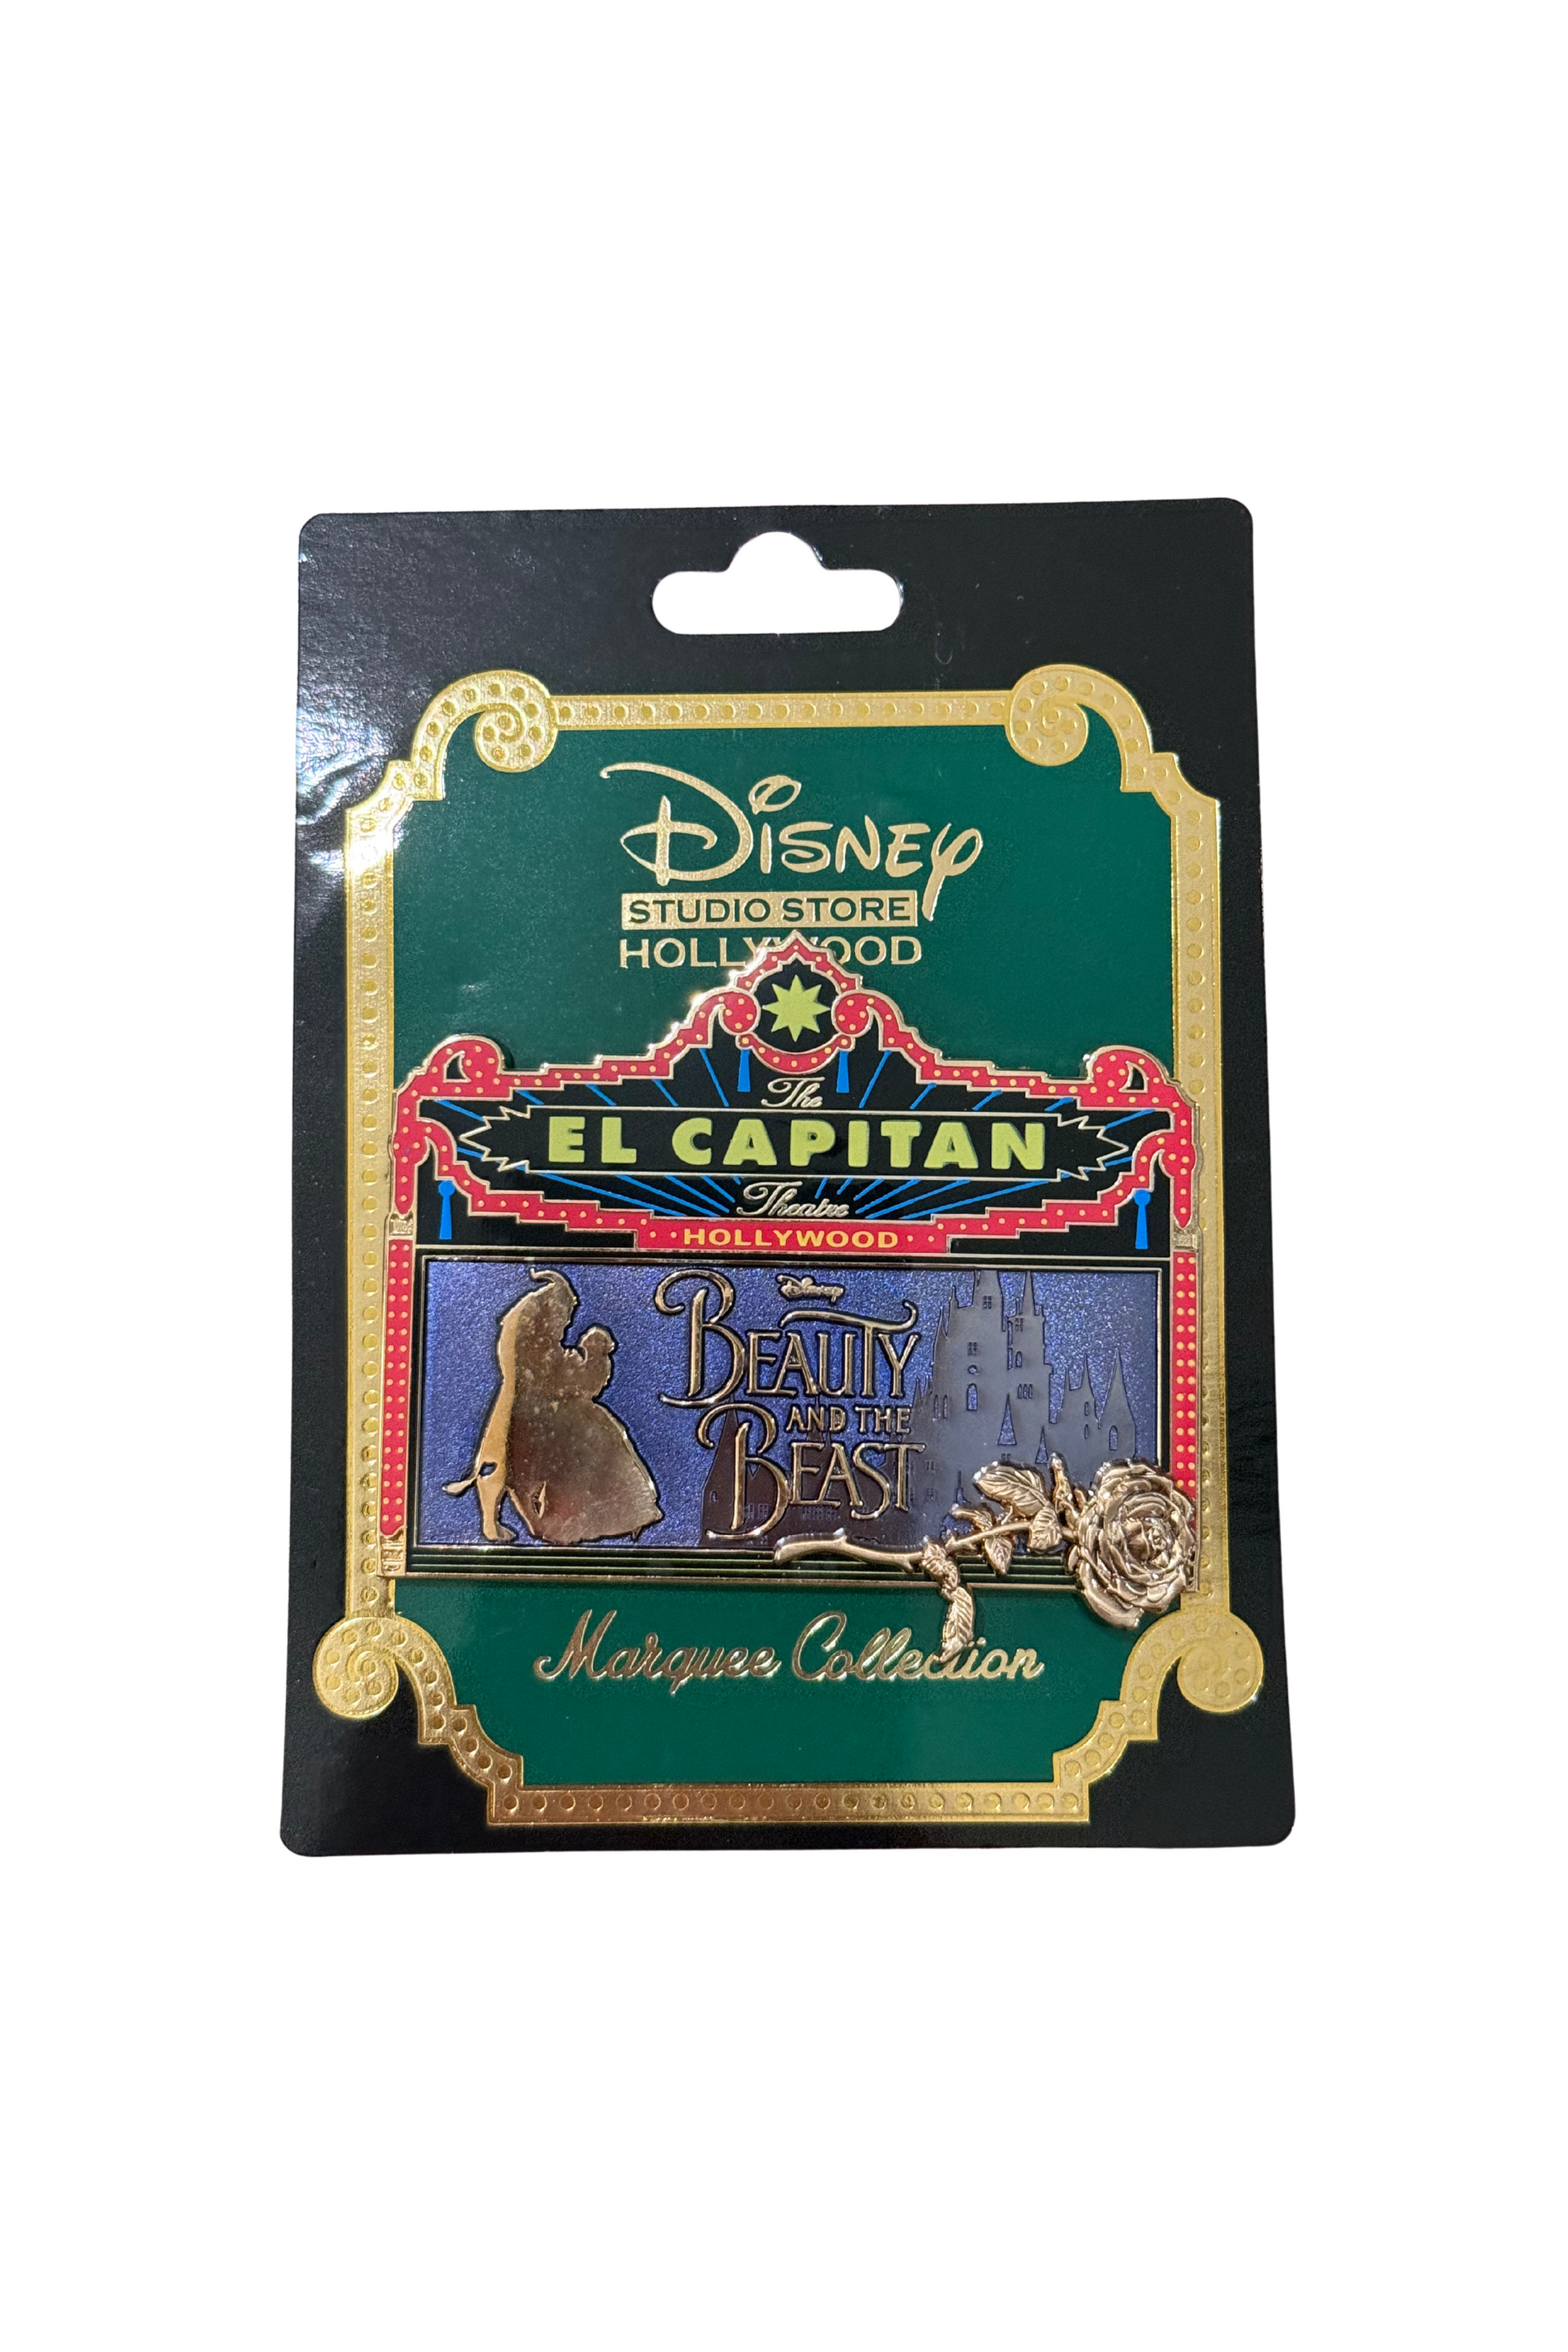 Disney
STUDIO STORE
HOLLYWOOD
The
EL CAPITAN
Theatre
HOLLYWOOD
Disney
BEAUTY
AND THE
BEAST
Marquee Collection